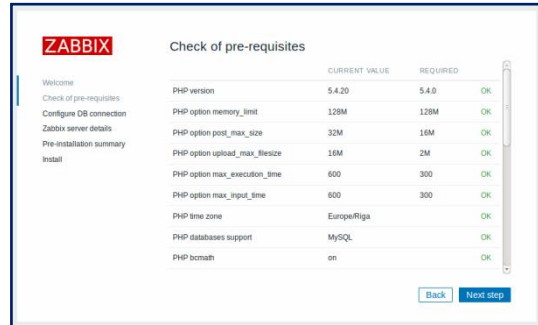 ZABBIX
Check of pre-requisites
Welcome
Check of pre-requisites
Configure DB connection
Zabbix server details
Pre-installation summary
Install
CURRENT VALUE REQUIRED
PHP version 5.4.20 5.4.0 OK
PHP option memory_limit 128M 128M OK
PHP option post_max_size 32M 16M OK
PHP option upload_max_filesize 16M 2M OK
PHP option max_execution_time 600 300 OK
PHP option max_input_time 600 300 OK
PHP time zone Europe/Riga OK
PHP databases support MySQL OK
PHP bcmath on OK
Back Next step